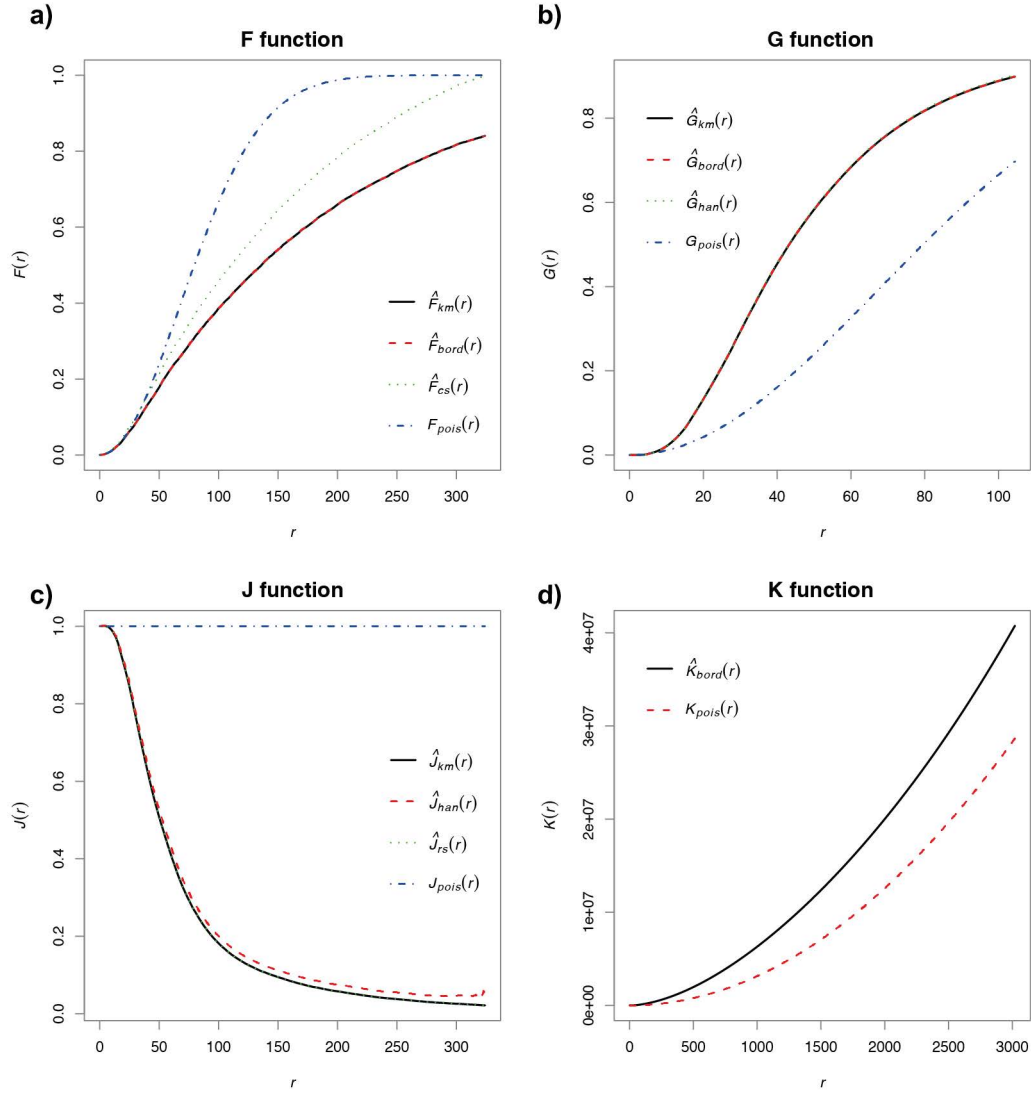 a)
F function
F(r)
1.0
0.8
0.6
0.4
0.2
0.0
F̂km(r)
F̂bord(r)
F̂cs(r)
Fpois(r)
0 50 100 150 200 250 300
r
b)
G function
G(r)
0.8
0.6
0.4
0.2
0.0
Ĝkm(r)
Ĝbord(r)
Ĝhan(r)
Gpois(r)
0 20 40 60 80 100
r
c)
J function
J(r)
1.0
0.8
0.6
0.4
0.2
0.0
Ĵkm(r)
Ĵhan(r)
Ĵrs(r)
Jpois(r)
0 50 100 150 200 250 300
r
d)
K function
K(r)
4e+07
3e+07
2e+07
1e+07
0e+00
K̂bord(r)
Kpois(r)
0 500 1000 1500 2000 2500 3000
r